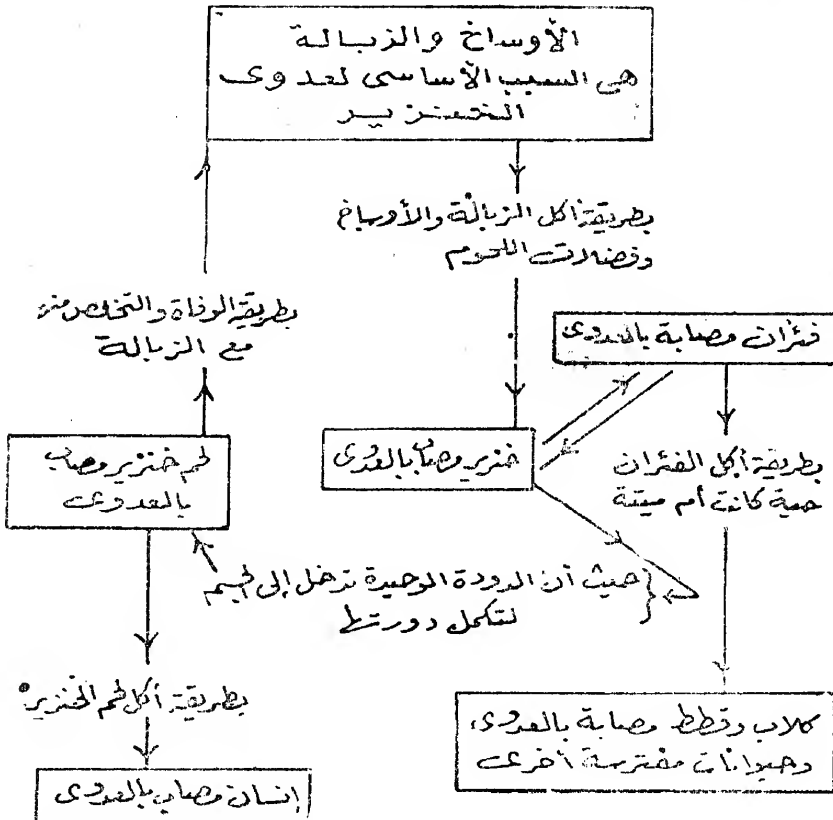 الأوساخ والزبالة
هى السبب الأساسى لعدوى
الخنزير
بطريقة أكل الزبالة والأوساخ
وفضلات اللحوم
بطريقة الوفاة والتخلص منه
مع الزبالة
فئران مصابة بالعدوى
خنزير مصاب بالعدوى
لحم خنزير مصاب
بالعدوى
بطريقة أكل الفئران
حية كانت أم ميتة
حيث أن الدودة الوحيدة تدخل إلى الجسم
لتكمل دورتها
بطريقة أكل لحم الخنزير
كلاب وقطط مصابة بالعدوى،
وحيوانات مفترسة أخرى
إنسان مصاب بالعدوى